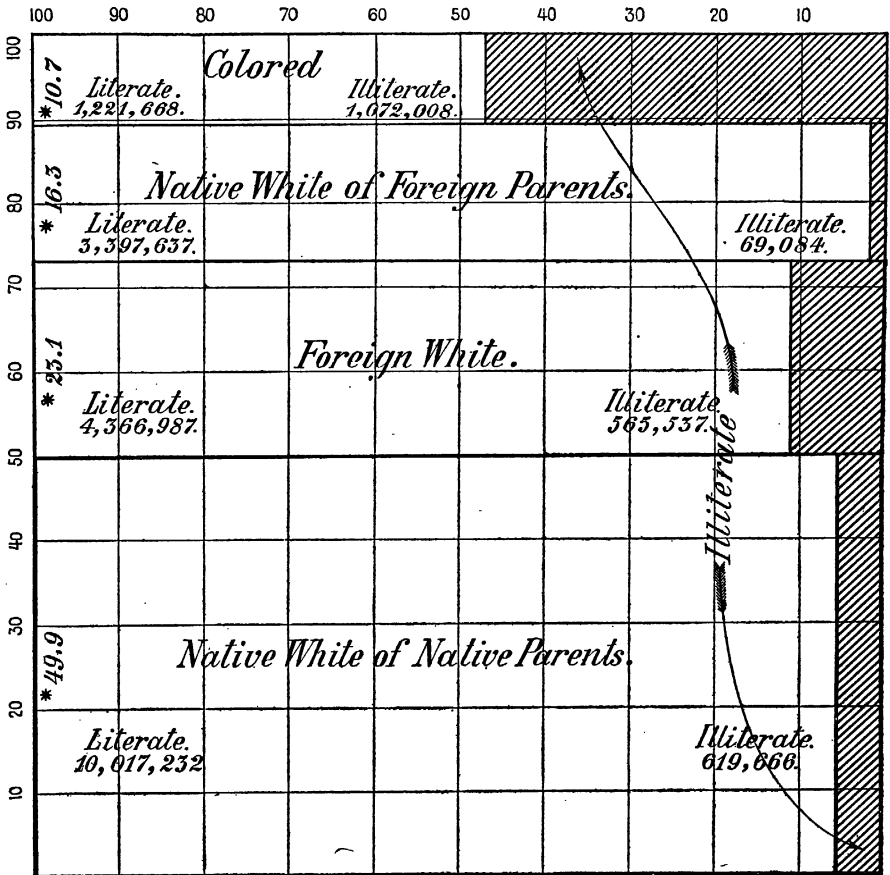 100 90 80 70 60 50 40 30 20 10
100
Colored
* 10.7
Literate. Illiterate.
1,221,668. 1,072,008.
90
* 16.3
Native White of Foreign Parents.
80
Literate. Illiterate.
3,397,637. 69,084.
70
* 23.1
Foreign White.
60
Literate. Illiterate.
4,366,987. 565,537.
50
Illiterate
40
30
* 49.9
Native White of Native Parents.
20
Literate. Illiterate.
10,017,232 619,666.
10